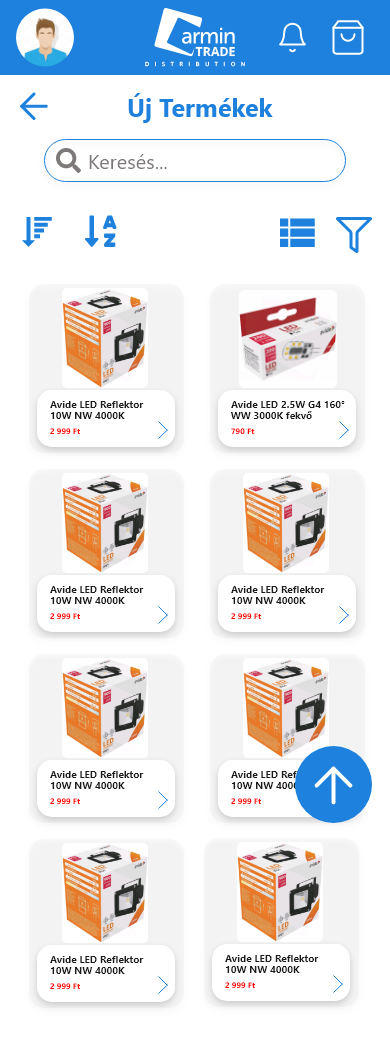 Carmin
TRADE
DISTRIBUTION
Új Termékek
Keresés...
A
Z
Avide LED Reflektor
10W NW 4000K
2 999 Ft
Avide LED 2.5W G4 160°
WW 3000K fekvő
790 Ft
Avide LED Reflektor
10W NW 4000K
2 999 Ft
Avide LED Reflektor
10W NW 4000K
2 999 Ft
Avide LED Reflektor
10W NW 4000K
2 999 Ft
Avide LED Refle
10W NW 400
2 999 Ft
Avide LED Reflektor
10W NW 4000K
2 999 Ft
Avide LED Reflektor
10W NW 4000K
2 999 Ft